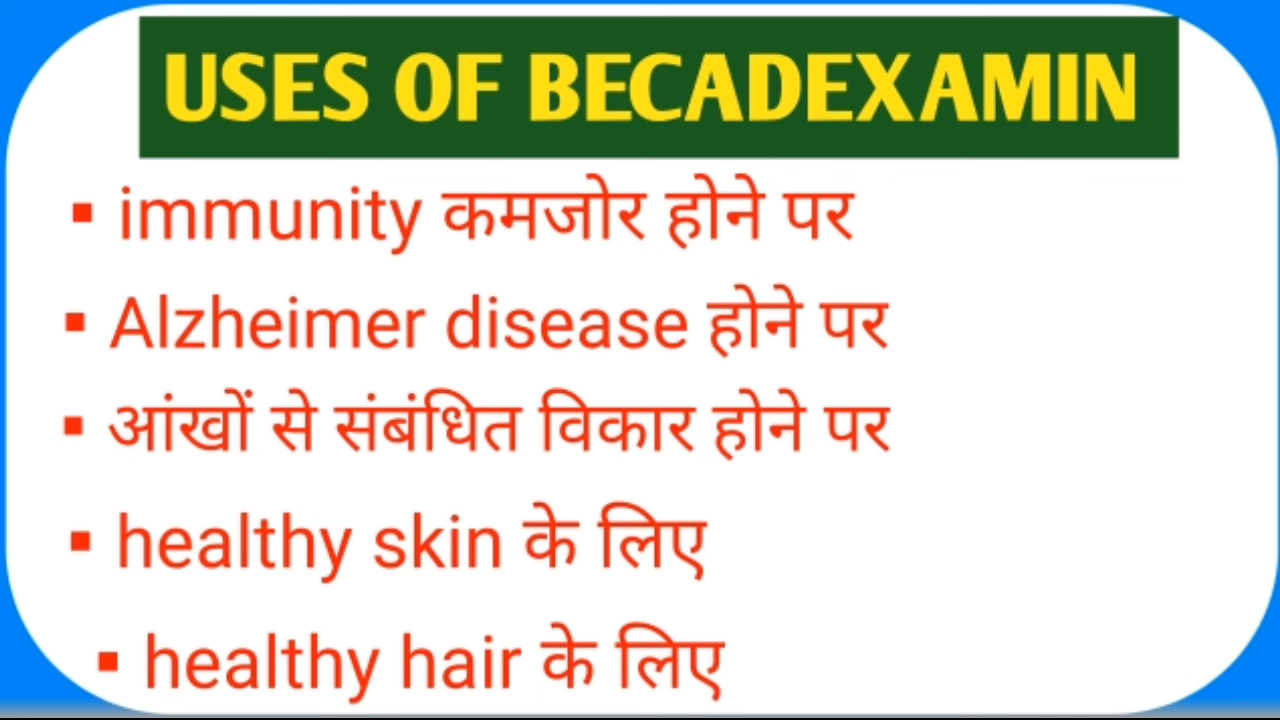 USES OF BECADEXAMIN
▪ immunity कमजोर होने पर
▪ Alzheimer disease होने पर
▪ आंखों से संबंधित विकार होने पर
▪ healthy skin के लिए
▪ healthy hair के लिए